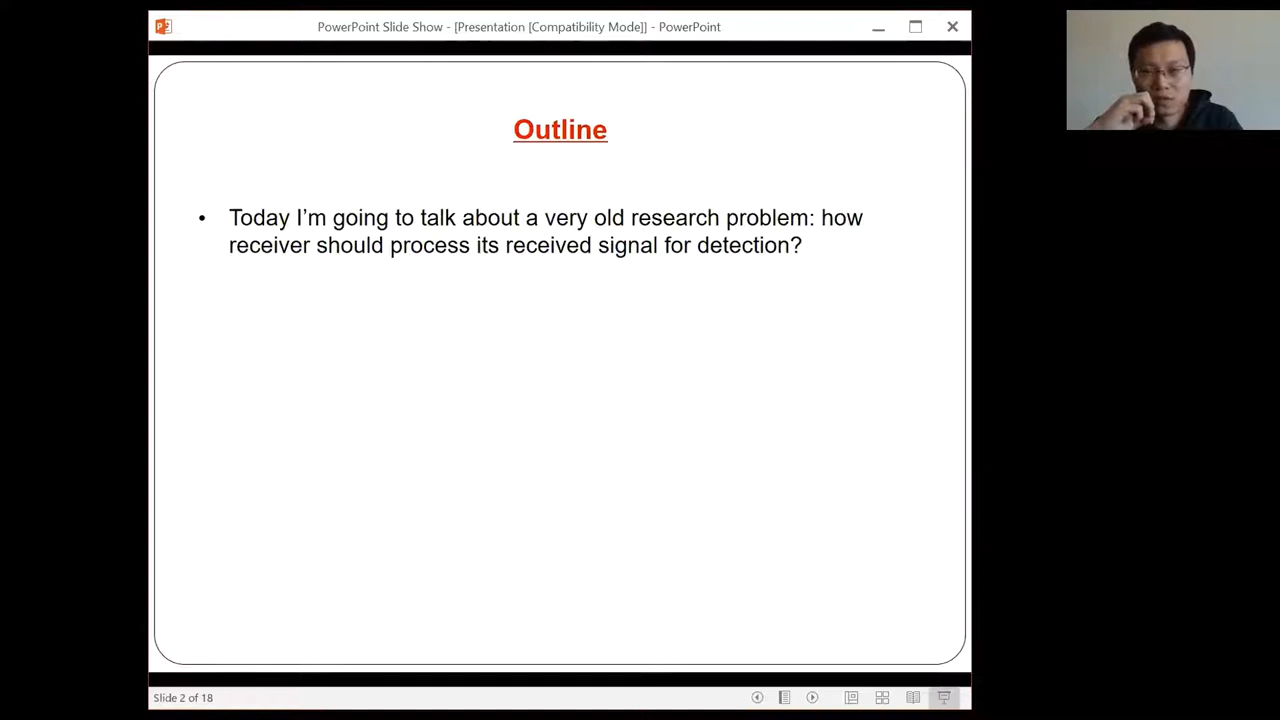 PowerPoint Slide Show - [Presentation [Compatibility Mode]] - PowerPoint
Outline
• Today I'm going to talk about a very old research problem: how
receiver should process its received signal for detection?
Slide 2 of 18